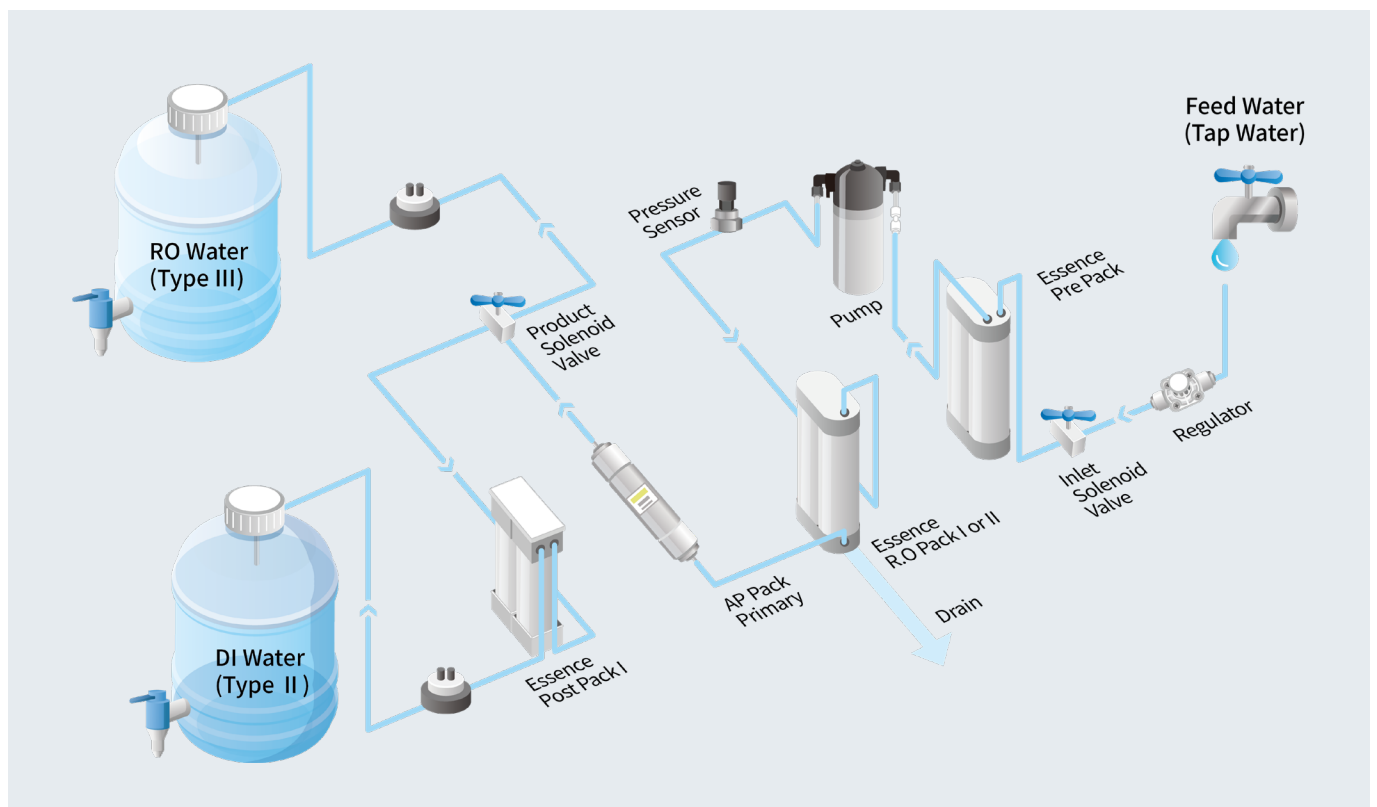 Feed Water
(Tap Water)
Pressure
Sensor
Essence
Pre Pack
RO Water
(Type III)
Pump
Product
Solenoid
Valve
Regulator
Inlet
Solenoid
Valve
Essence
R.O Pack I or II
AP Pack
Primary
Drain
DI Water
(Type II)
Essence
Post Pack I